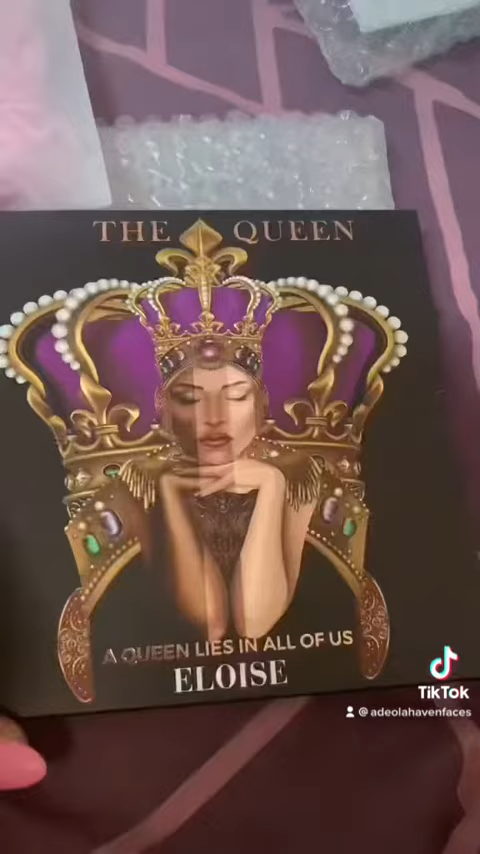 THE QUEEN
A QUEEN LIES IN ALL OF US
ELOISE
TikTok
@adeolahavenfaces